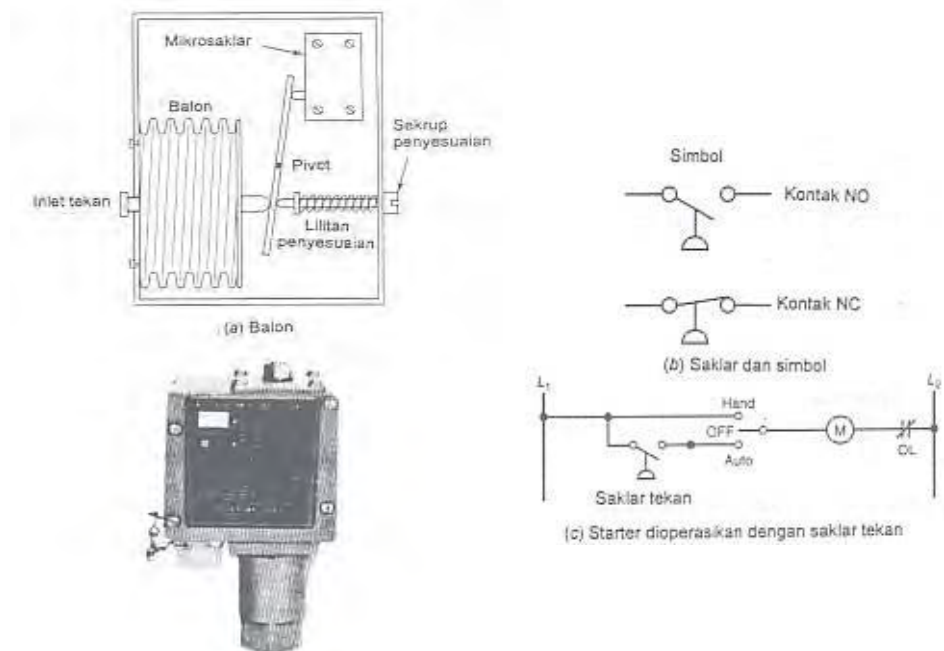 Mikrosaklar
Balon
Sekrup
penyesuaian
Pivot
Inlet tekan
Lilitan
penyesuaian
(a) Balon
Simbol
Kontak NO
Kontak NC
(b) Saklar dan simbol
L1
L2
Hand
OFF
M
Auto
OL
Saklar tekan
(c) Starter dioperasikan dengan saklar tekan